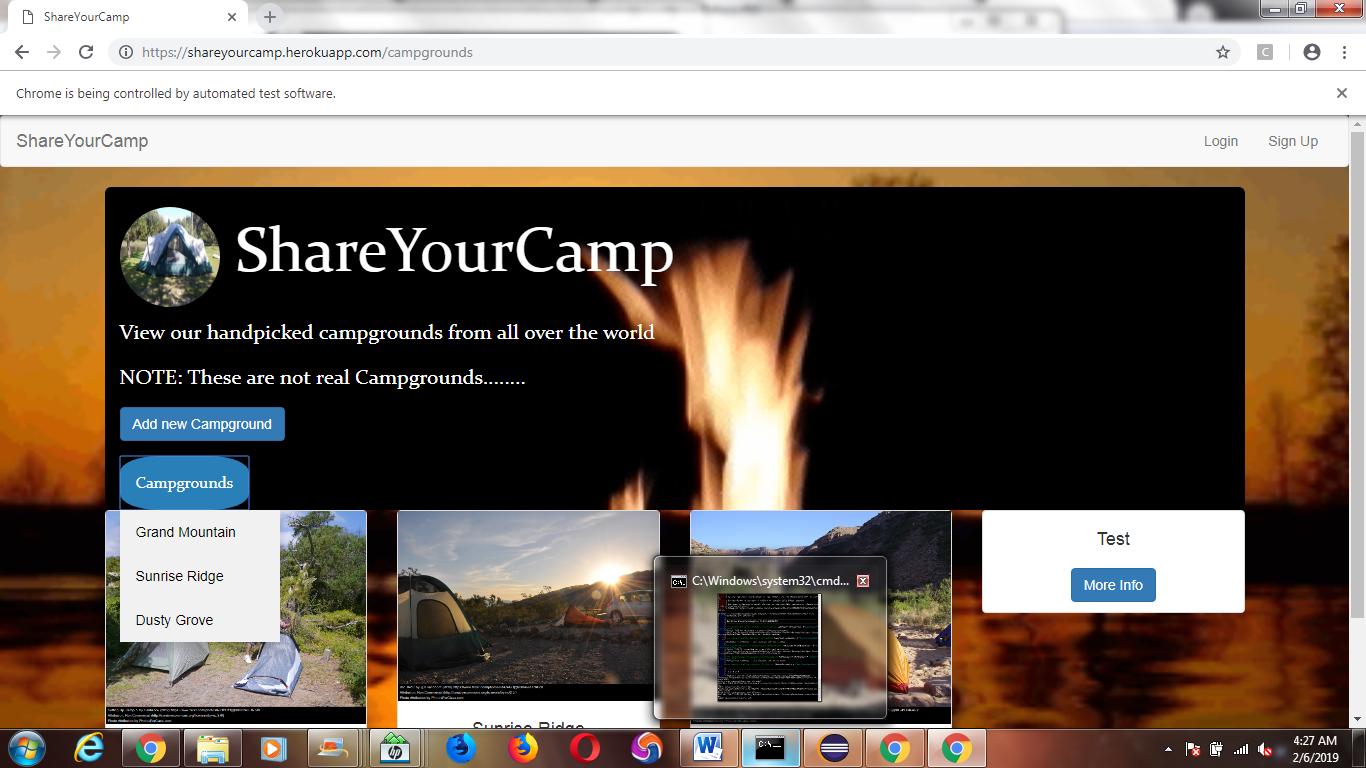 ShareYourCamp
https://shareyourcamp.herokuapp.com/campgrounds
C
Chrome is being controlled by automated test software.
ShareYourCamp
Login
Sign Up
ShareYourCamp
View our handpicked campgrounds from all over the world
NOTE: These are not real Campgrounds........
Add new Campground
Campgrounds
Grand Mountain
Sunrise Ridge
Dusty Grove
Sunrise Ridge
Test
More Info
C:\Windows\system32\cmd...
hp
4:27 AM
2/6/2019